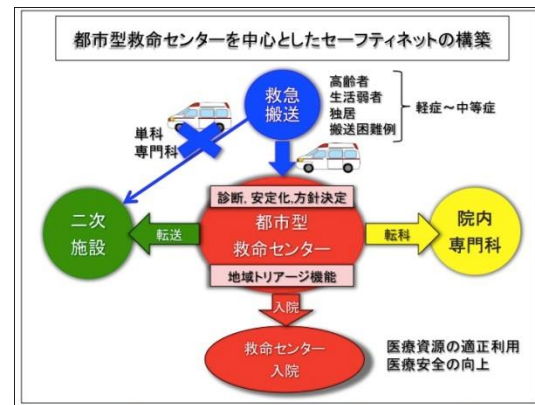 都市型救命センターを中心としたセーフティネットの構築
救急
搬送
高齢者
生活弱者
独居
搬送困難例
軽症～中等症
単科
専門科
診断，安定化，方針決定
都市型
救命センター
地域トリアージ機能
二次
施設
転送
転科
院内
専門科
入院
救命センター
入院
医療資源の適正利用
医療安全の向上